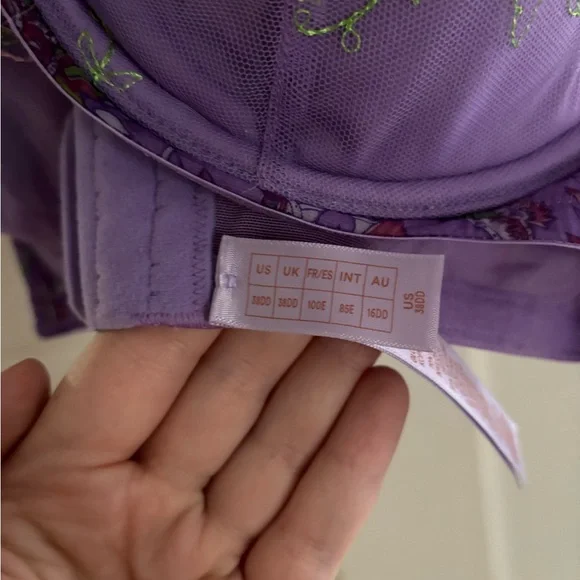 US UK FR/ES INT AU
38DD 38DD 100E 85E 16DD
US
38DD